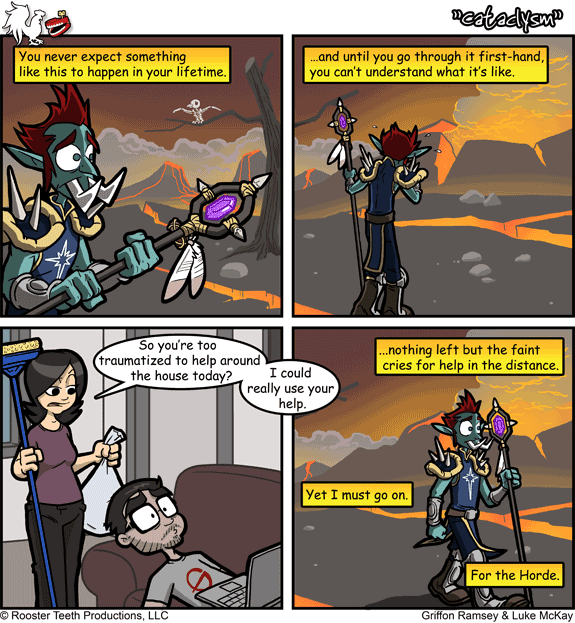 "cataclysm"
You never expect something
like this to happen in your lifetime.
...and until you go through it first-hand,
you can't understand what it's like.
So you're too
traumatized to help around
the house today?
I could
really use your
help.
...nothing left but the faint
cries for help in the distance.
Yet I must go on.
For the Horde.
© Rooster Teeth Productions, LLC
Griffon Ramsey & Luke McKay